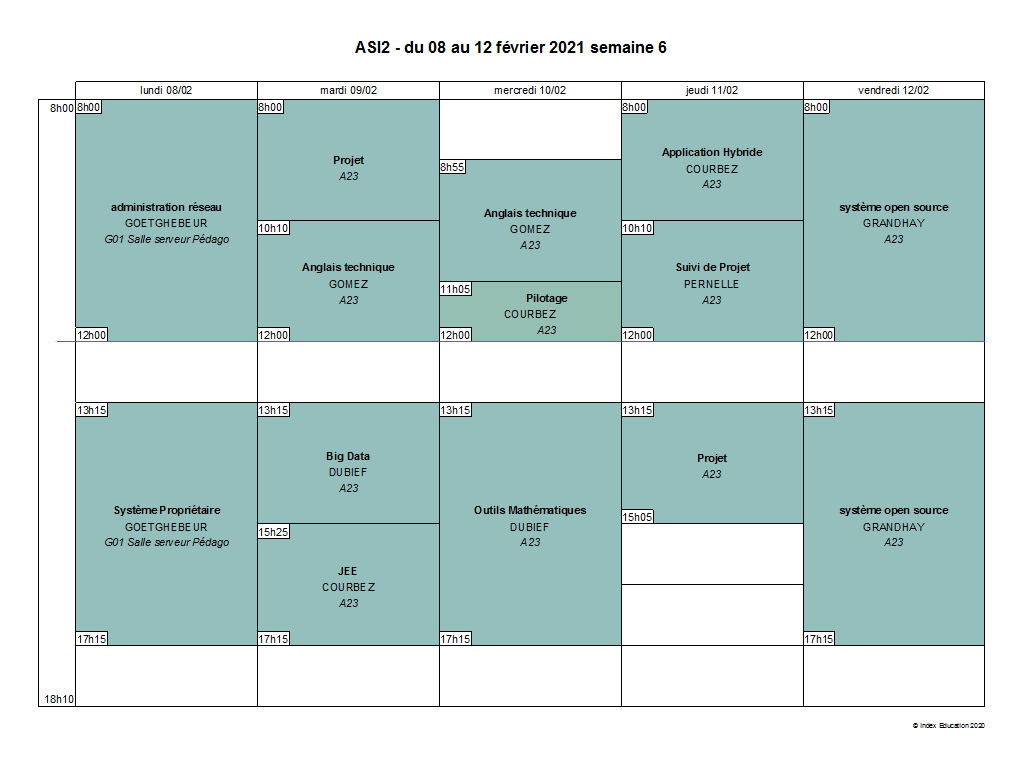 ASI2 - du 08 au 12 février 2021 semaine 6
lundi 08/02
mardi 09/02
mercredi 10/02
jeudi 11/02
vendredi 12/02
8h00
8h00
administration réseau
GOETGHEBEUR
G01 Salle serveur Pédago
12h00
13h15
Système Propriétaire
GOETGHEBEUR
G01 Salle serveur Pédago
17h15
8h00
Projet
A23
10h10
Anglais technique
GOMEZ
A23
12h00
13h15
Big Data
DUBIEF
A23
15h25
JEE
COURBEZ
A23
17h15
8h55
Anglais technique
GOMEZ
A23
11h05
Pilotage
COURBEZ
A23
12h00
13h15
Outils Mathématiques
DUBIEF
A23
17h15
8h00
Application Hybride
COURBEZ
A23
10h10
Suivi de Projet
PERNELLE
A23
12h00
13h15
Projet
A23
15h05
8h00
système open source
GRANDHAY
A23
12h00
13h15
système open source
GRANDHAY
A23
17h15
18h10
© Index Education 2020